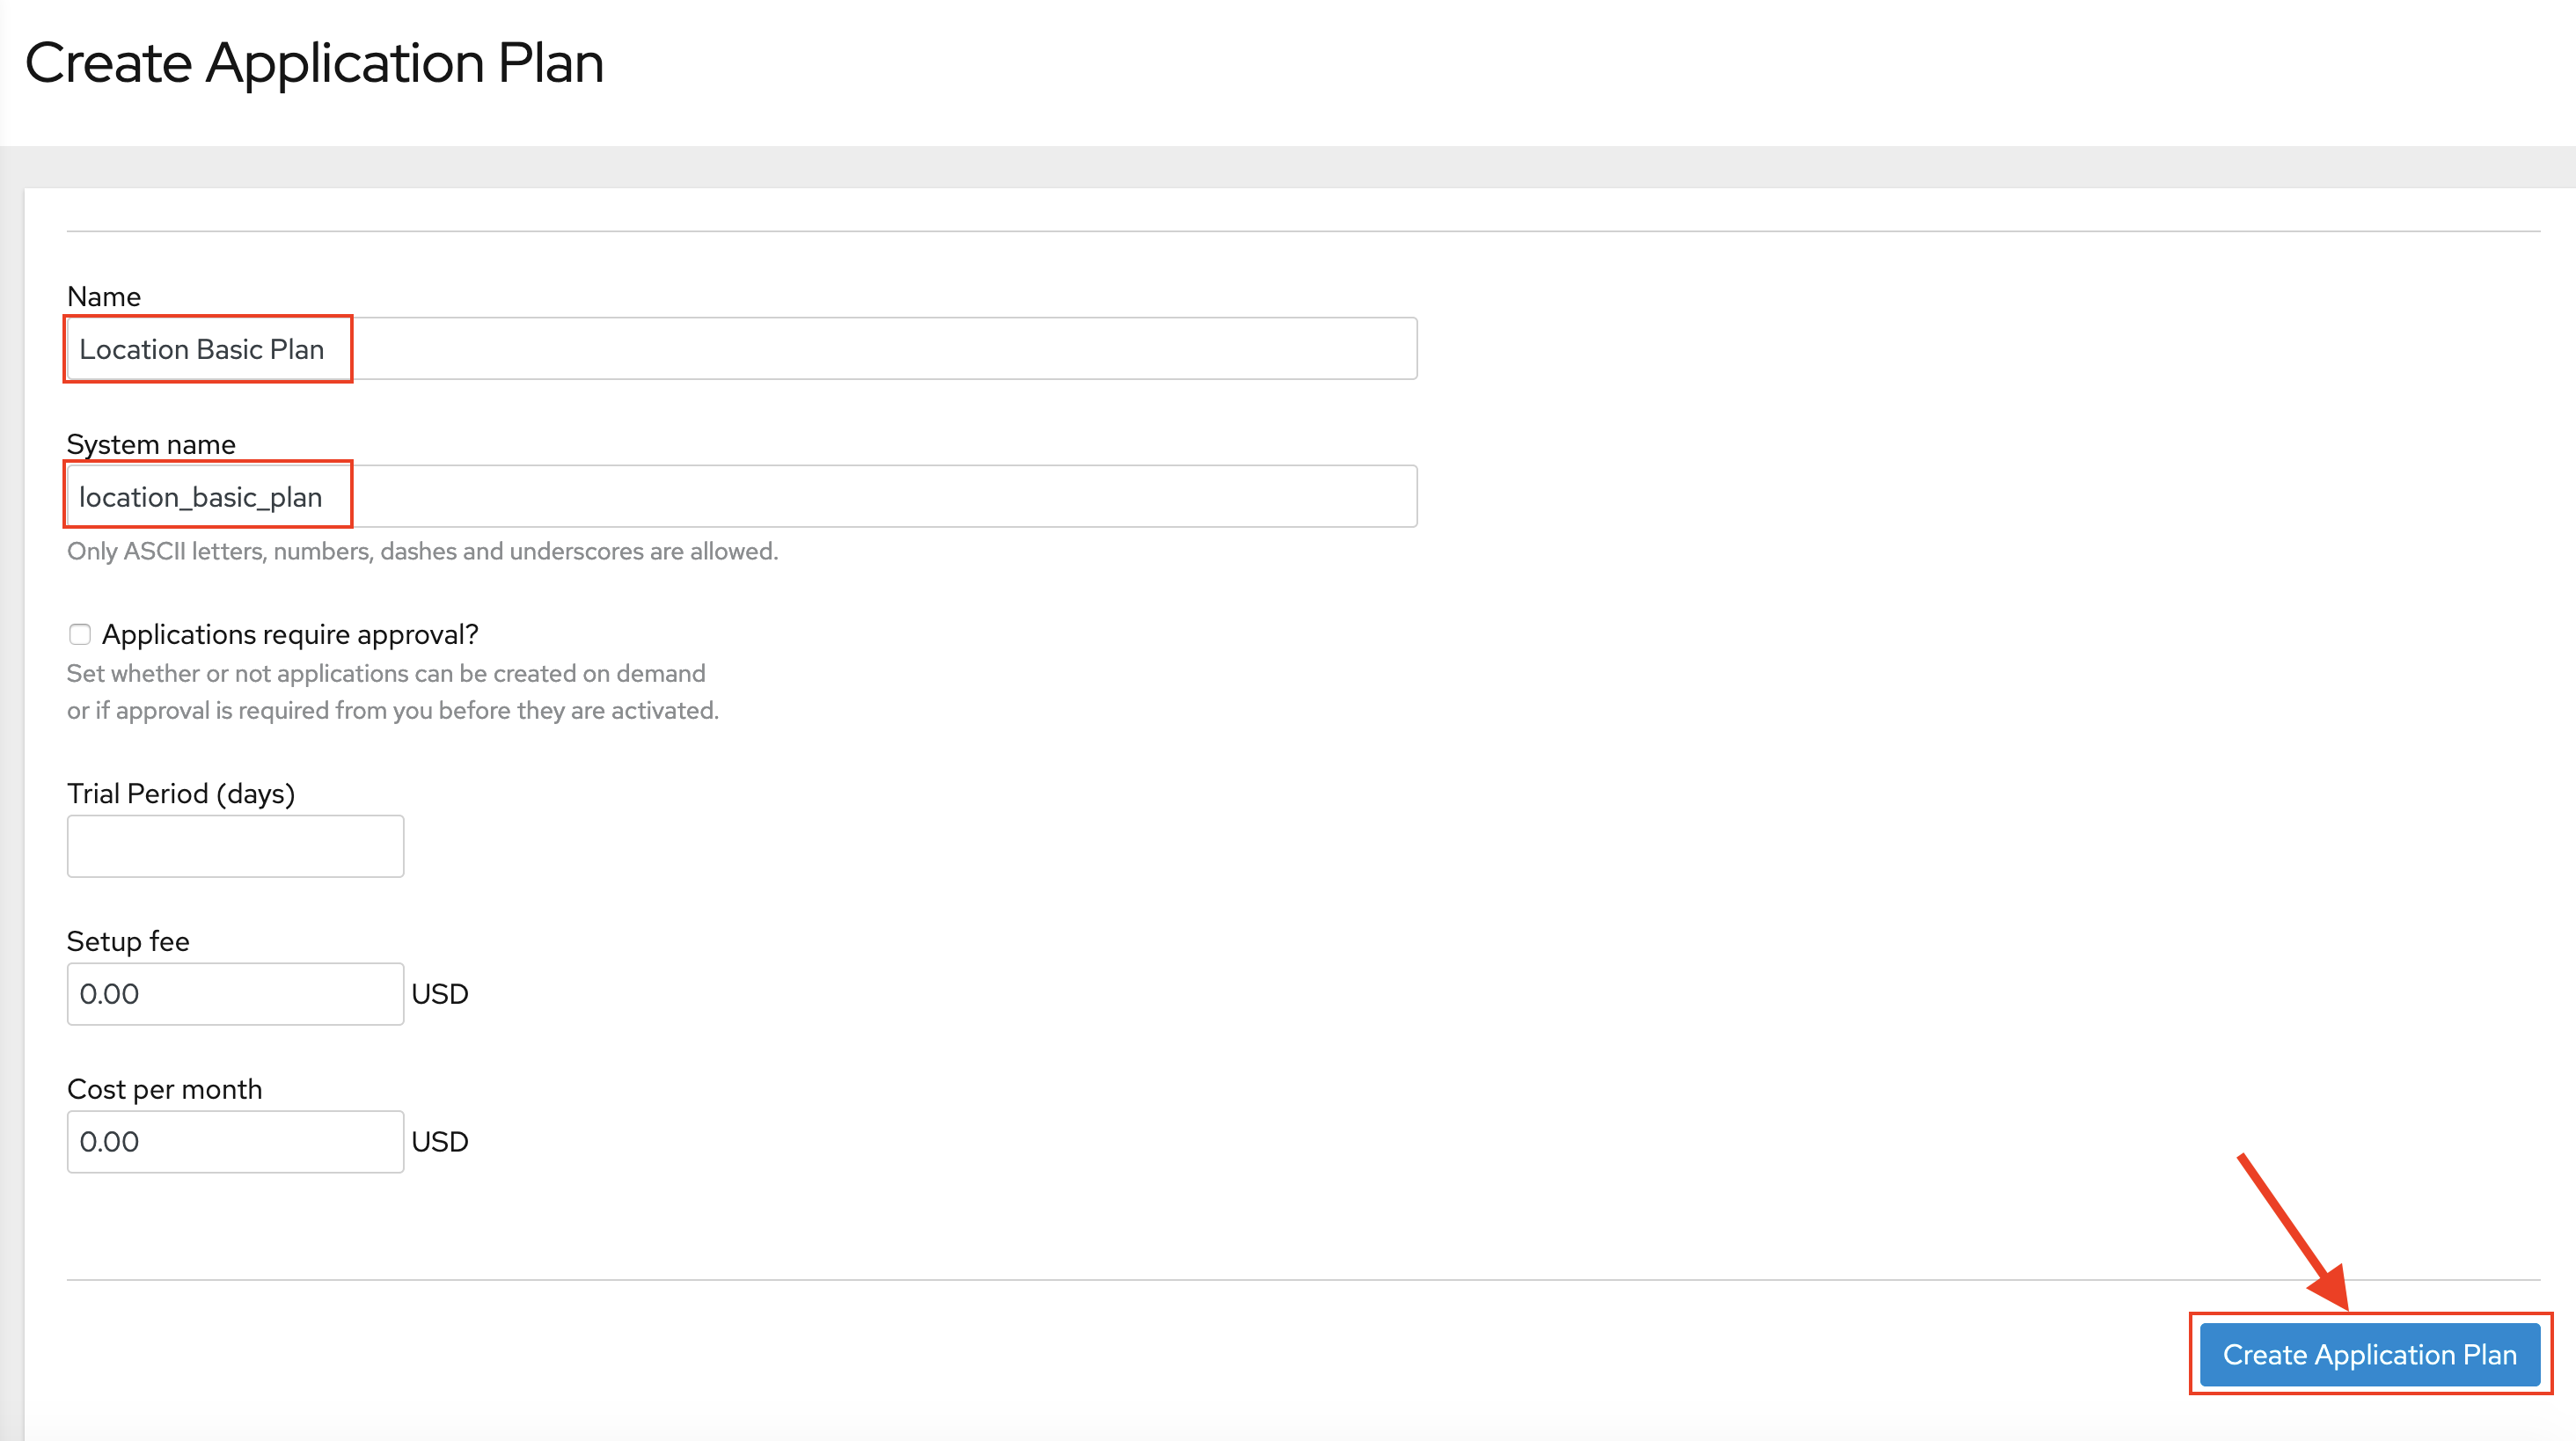 Create Application Plan
Name
Location Basic Plan
System name
location_basic_plan
Only ASCII letters, numbers, dashes and underscores are allowed.
Applications require approval?
Set whether or not applications can be created on demand
or if approval is required from you before they are activated.
Trial Period (days)
Setup fee
0.00 USD
Cost per month
0.00 USD
Create Application Plan